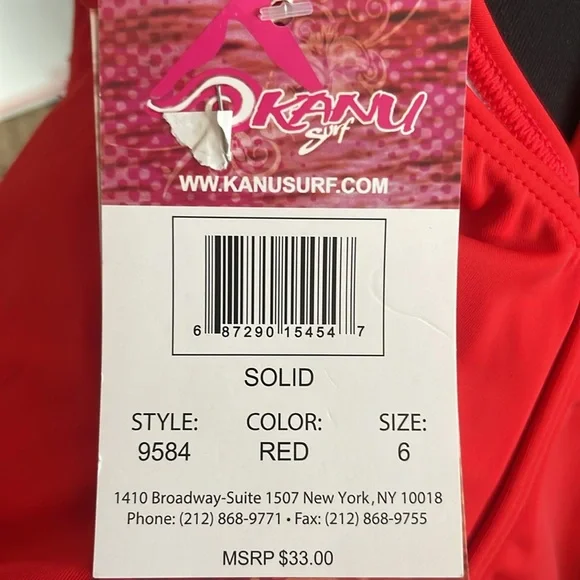 KANU
Surf
WW.KANUSURF.COM
6 87290 15454 7
SOLID
STYLE: COLOR: SIZE:
9584 RED 6
1410 Broadway-Suite 1507 New York, NY 10018
Phone: (212) 868-9771 • Fax: (212) 868-9755
MSRP $33.00